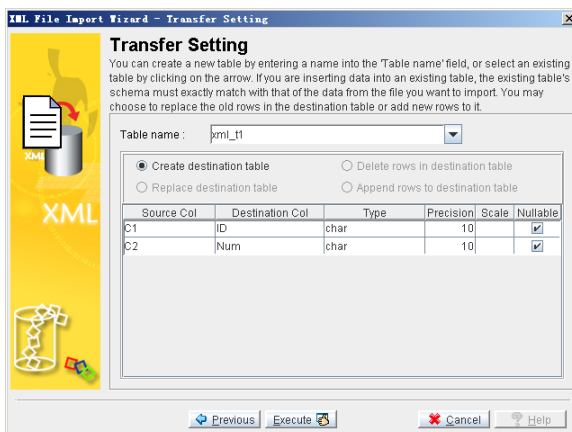 XML File Import Wizard - Transfer Setting
Transfer Setting
You can create a new table by entering a name into the 'Table name' field, or select an existing
table by clicking on the arrow. If you are inserting data into an existing table, the existing table's
schema must exactly match with that of the data from the file you want to import. You may
choose to replace the old rows in the destination table or add new rows to it.
Table name : xml_t1
Create destination table Delete rows in destination table
Replace destination table Append rows to destination table
XML
XML
Source Col Destination Col Type Precision Scale Nullable
C1 ID char 10
C2 Num char 10
Previous Execute Cancel Help